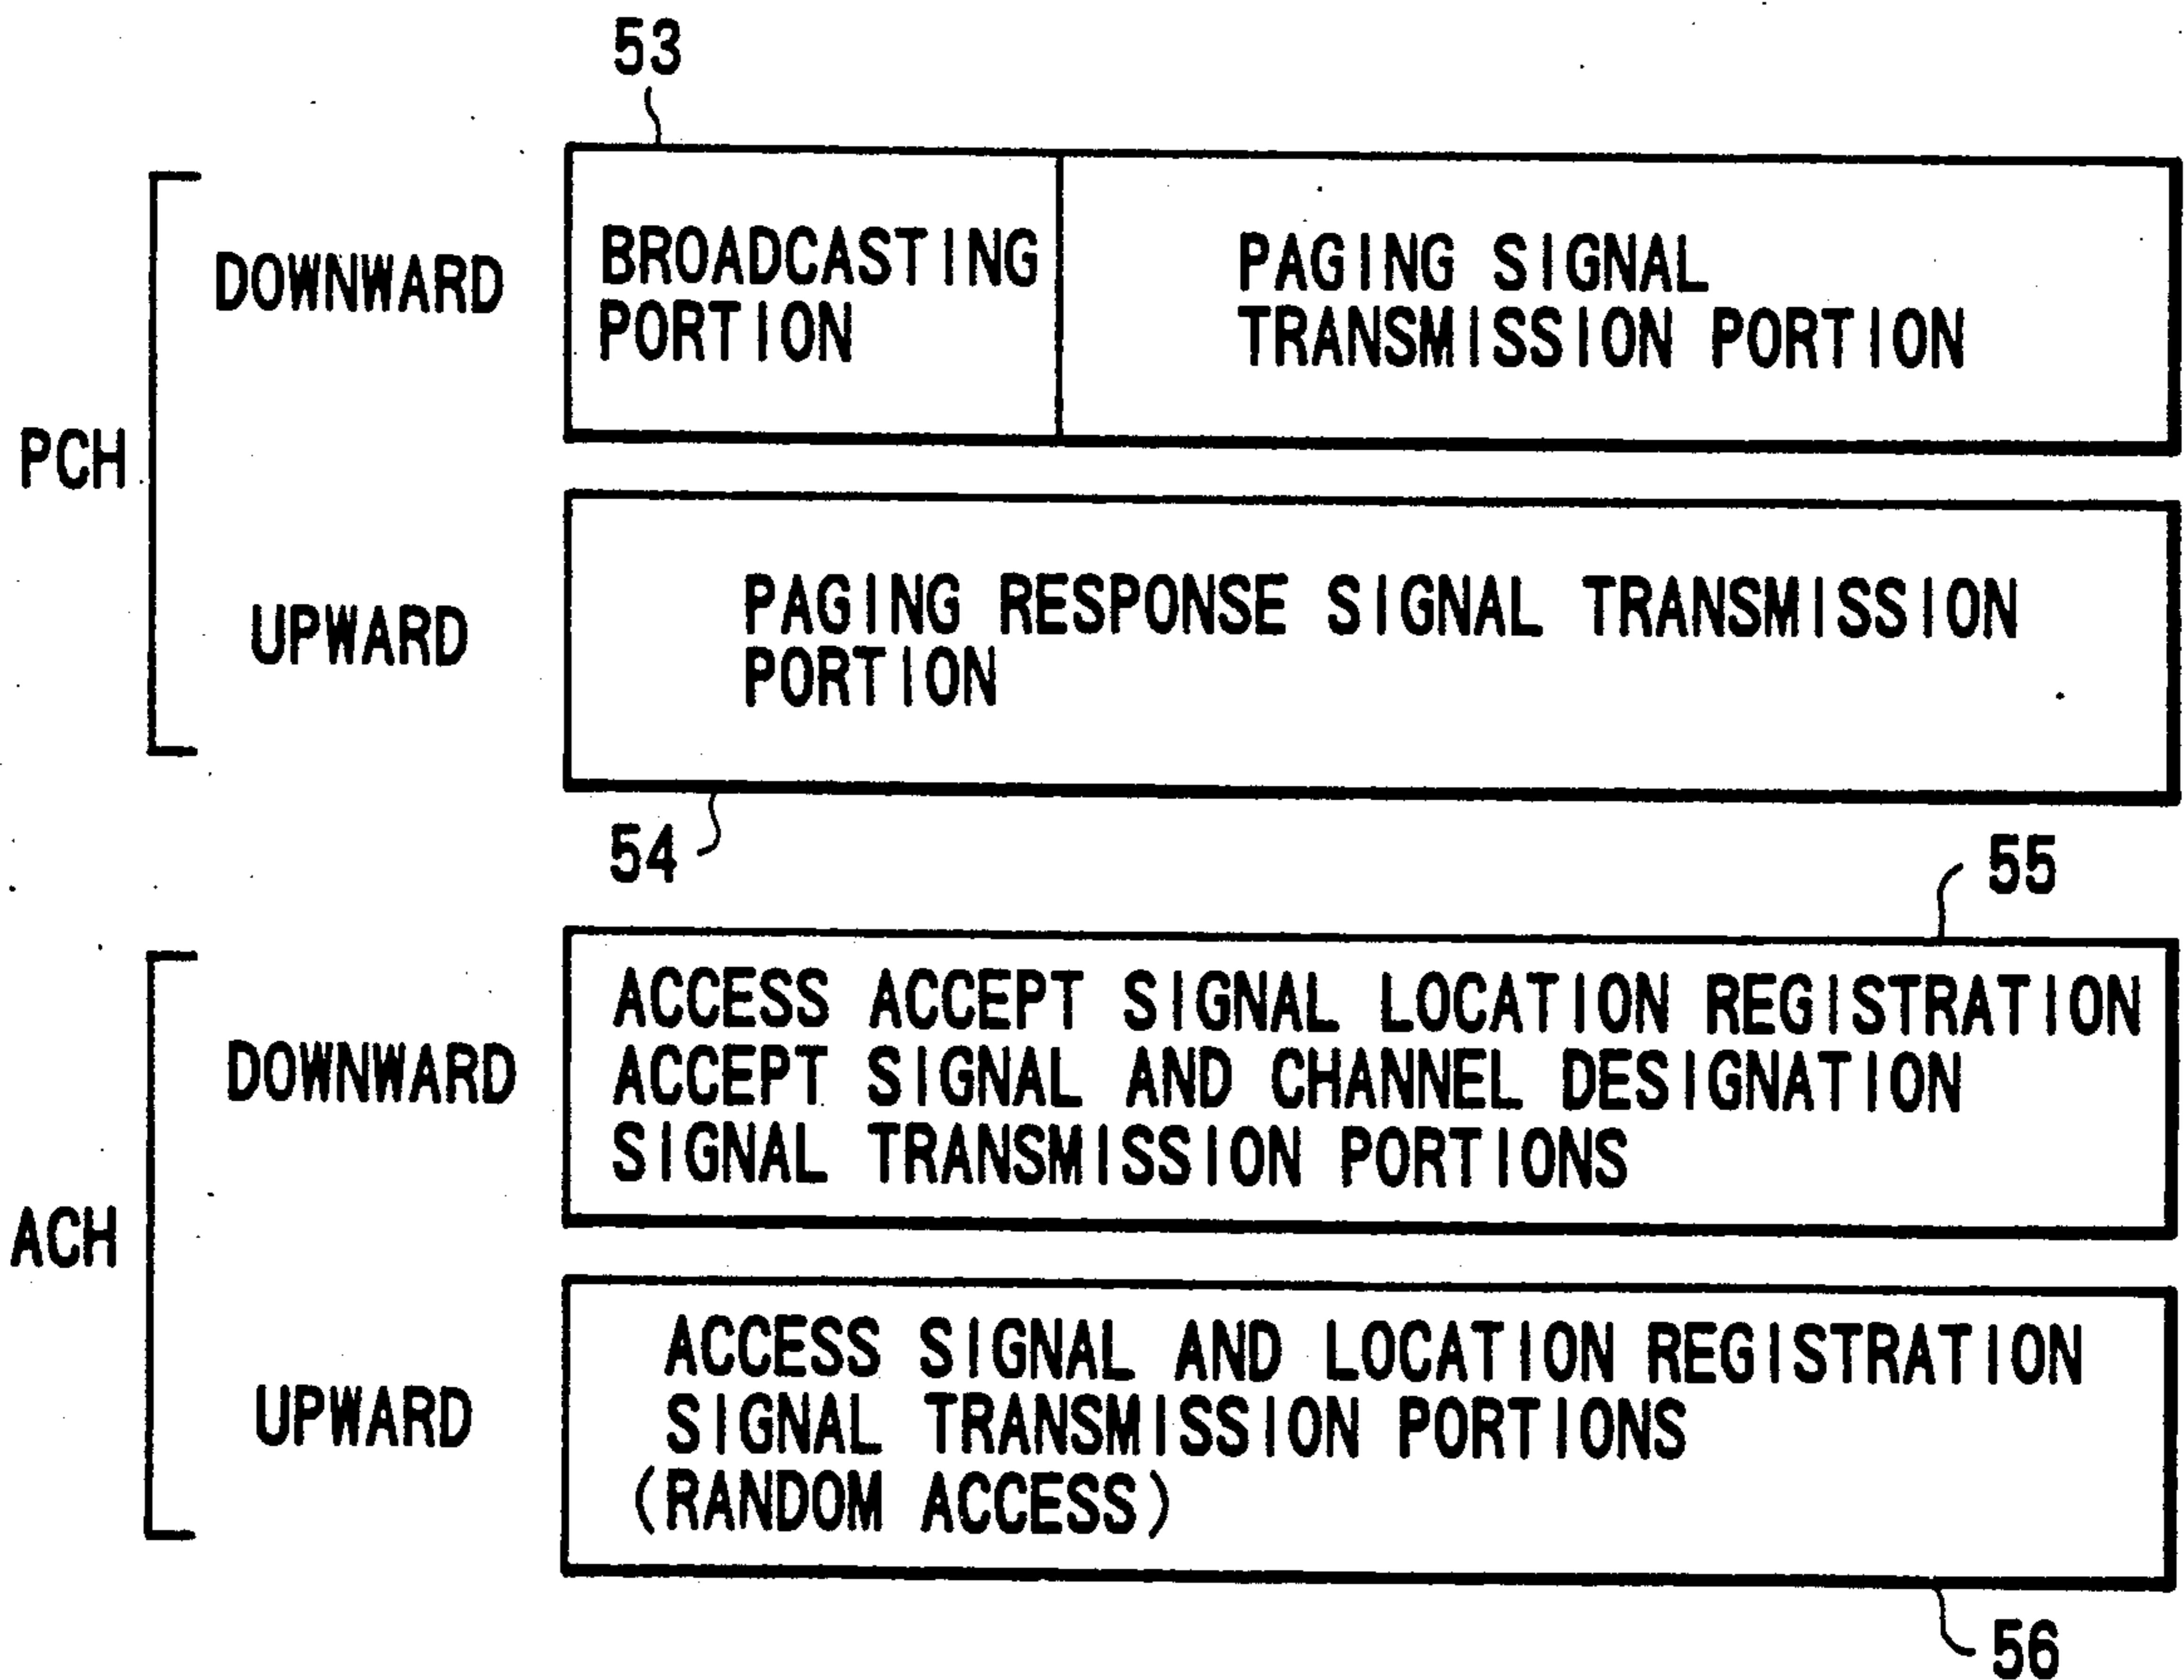 53
DOWNWARD
BROADCASTING
PORTION
PAGING SIGNAL
TRANSMISSION PORTION
PCH
UPWARD
PAGING RESPONSE SIGNAL TRANSMISSION
PORTION
54
55
DOWNWARD
ACCESS ACCEPT SIGNAL LOCATION REGISTRATION
ACCEPT SIGNAL AND CHANNEL DESIGNATION
SIGNAL TRANSMISSION PORTIONS
ACH
UPWARD
ACCESS SIGNAL AND LOCATION REGISTRATION
SIGNAL TRANSMISSION PORTIONS
(RANDOM ACCESS)
56